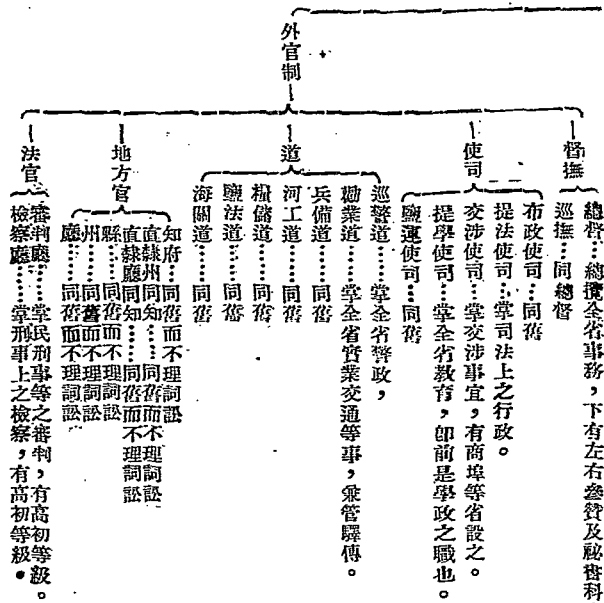 外官制
督撫
總督…總攬全省事務，下有左右參贊及祕書科
巡撫…同總督
使司
布政使司…同舊
提法使司…掌司法上之行政。
交涉使司…掌交涉事宜，有商埠等省設之。
提學使司…掌全省教育，卽前是學政之職也。
鹽運使司…同舊
道
巡警道……掌全省警政，
勸業道……掌全省實業交通等事，兼管驛傳。
兵備道……同舊
河工道……同舊
糧儲道……同舊
鹽法道……同舊
海關道……同舊
地方官
知府……同舊而不理詞訟
直隸州同知……同舊而不理詞訟
直隸廳同知……同舊而不理詞訟
縣……同舊而不理詞訟
州……同舊而不理詞訟
廳……同舊而不理詞訟
法官
審判廳……掌民刑事等之審判，有高初等級。
檢察廳……掌刑事上之檢察，有高初等級。